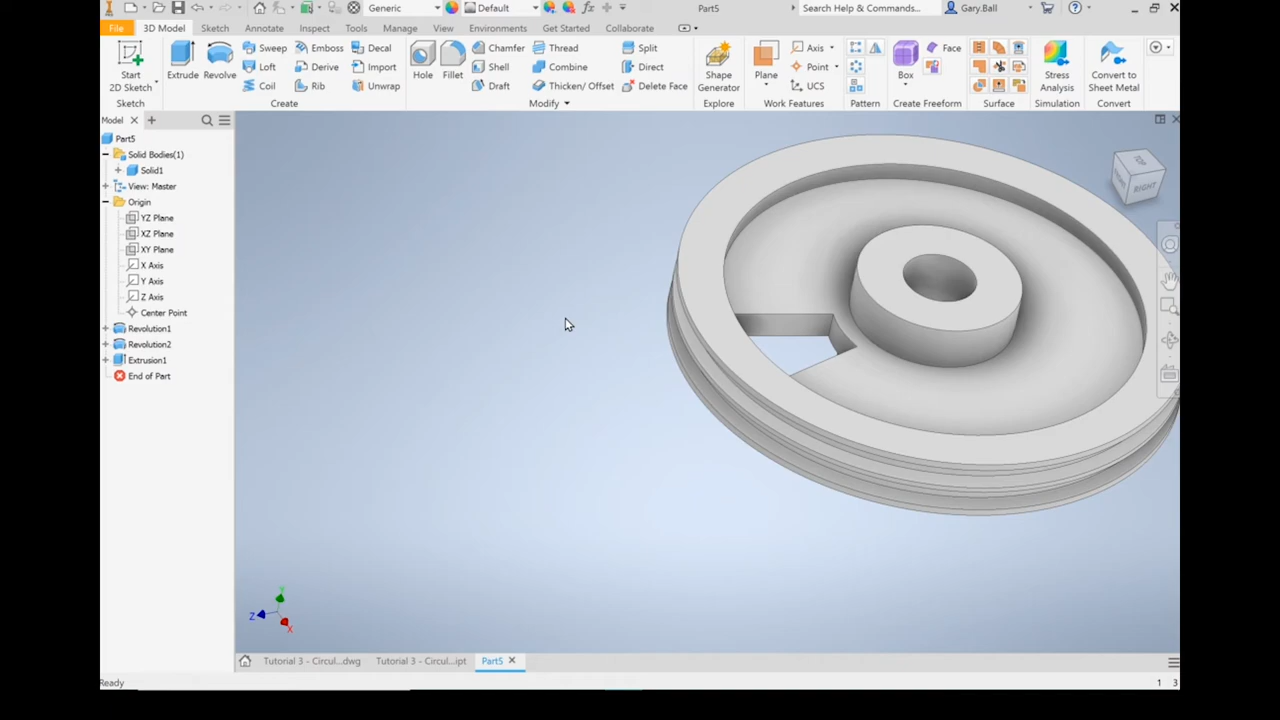 Generic Default fx Part5 Search Help & Commands... Gary.Ball
File 3D Model Sketch Annotate Inspect Parameters Tools Manage View Environments Get Started Collaborate
Start 2D Sketch Extrude Revolve Sweep Emboss Decal Hole Fillet Chamfer Thread Split Shape Generator Plane Axis Box Face Stress Analysis Convert to Sheet Metal
Loft Derive Import Shell Combine Direct Point
Coil Rib Unwrap Draft Thicken/ Offset Delete Face UCS
Sketch Create Modify Explore Work Features Pattern Create Freeform Surface Simulation Convert
Model
Part5
Solid Bodies(1)
Solid1
View: Master
Origin
YZ Plane
XZ Plane
XY Plane
X Axis
Y Axis
Z Axis
Center Point
Revolution1
Revolution2
Extrusion1
End of Part
TOP
RIGHT
Y
Z
X
Tutorial 3 - Circul...dwg Tutorial 3 - Circul...ipt Part5
Ready 1 3